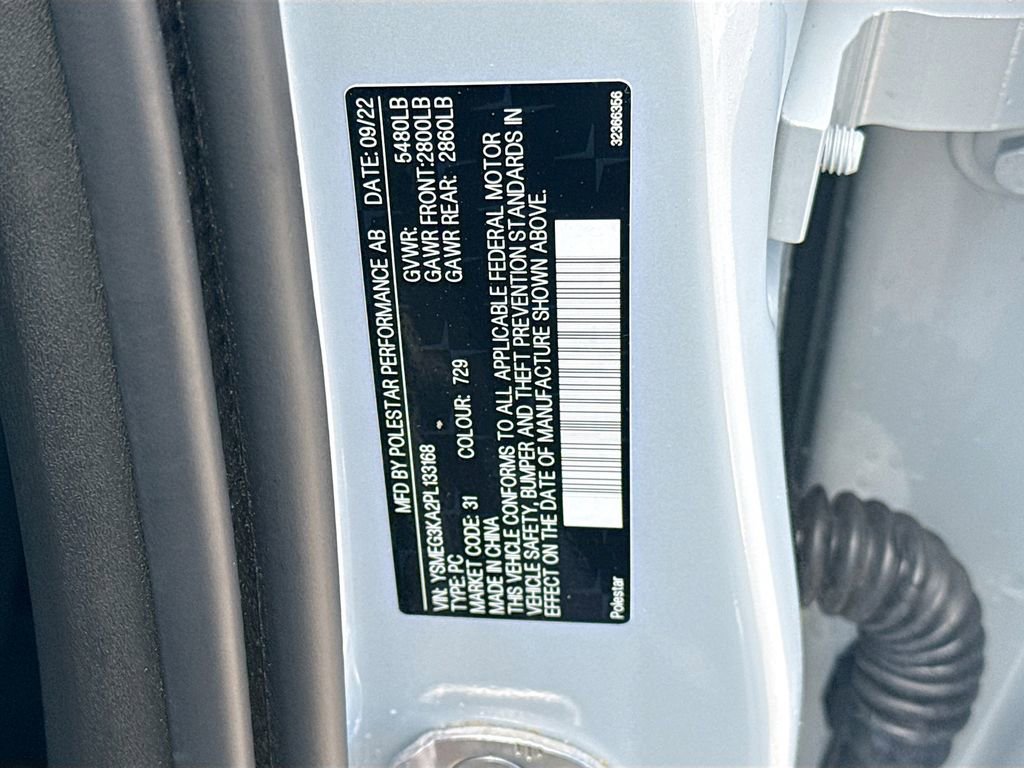 MFD BY POLESTAR PERFORMANCE AB DATE: 09/22
VIN: YSMEG3KA2PL133168 GVWR: 5480LB
TYPE: PC GAWR FRONT:2800LB
MARKET CODE: 31 COLOUR: 729 GAWR REAR: 2860LB
MADE IN CHINA
THIS VEHICLE CONFORMS TO ALL APPLICABLE FEDERAL MOTOR
VEHICLE SAFETY, BUMPER AND THEFT PREVENTION STANDARDS IN
EFFECT ON THE DATE OF MANUFACTURE SHOWN ABOVE.
Polestar 32366356